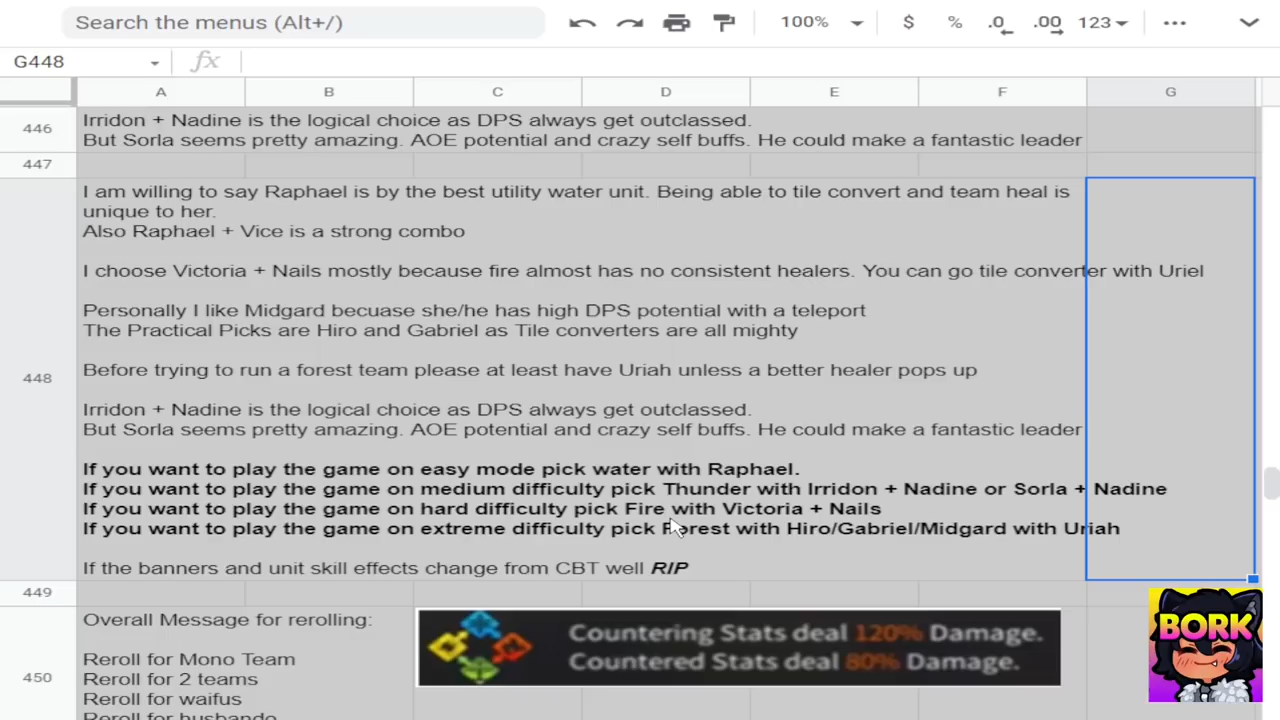 Search the menus (Alt+/)
100%
$
%
.0
.00
123
G448
fx
A
B
C
D
E
F
G
446
Irridon + Nadine is the logical choice as DPS always get outclassed.
But Sorla seems pretty amazing. AOE potential and crazy self buffs. He could make a fantastic leader
447
448
I am willing to say Raphael is by the best utility water unit. Being able to tile convert and team heal is
unique to her.
Also Raphael + Vice is a strong combo
I choose Victoria + Nails mostly because fire almost has no consistent healers. You can go tile converter with Uriel
Personally I like Midgard becuase she/he has high DPS potential with a teleport
The Practical Picks are Hiro and Gabriel as Tile converters are all mighty
Before trying to run a forest team please at least have Uriah unless a better healer pops up
Irridon + Nadine is the logical choice as DPS always get outclassed.
But Sorla seems pretty amazing. AOE potential and crazy self buffs. He could make a fantastic leader
If you want to play the game on easy mode pick water with Raphael.
If you want to play the game on medium difficulty pick Thunder with Irridon + Nadine or Sorla + Nadine
If you want to play the game on hard difficulty pick Fire with Victoria + Nails
If you want to play the game on extreme difficulty pick Forest with Hiro/Gabriel/Midgard with Uriah
If the banners and unit skill effects change from CBT well RIP
449
450
Overall Message for rerolling:
Reroll for Mono Team
Reroll for 2 teams
Reroll for waifus
Reroll for husbando
Countering Stats deal 120% Damage.
Countered Stats deal 80% Damage.
BORK